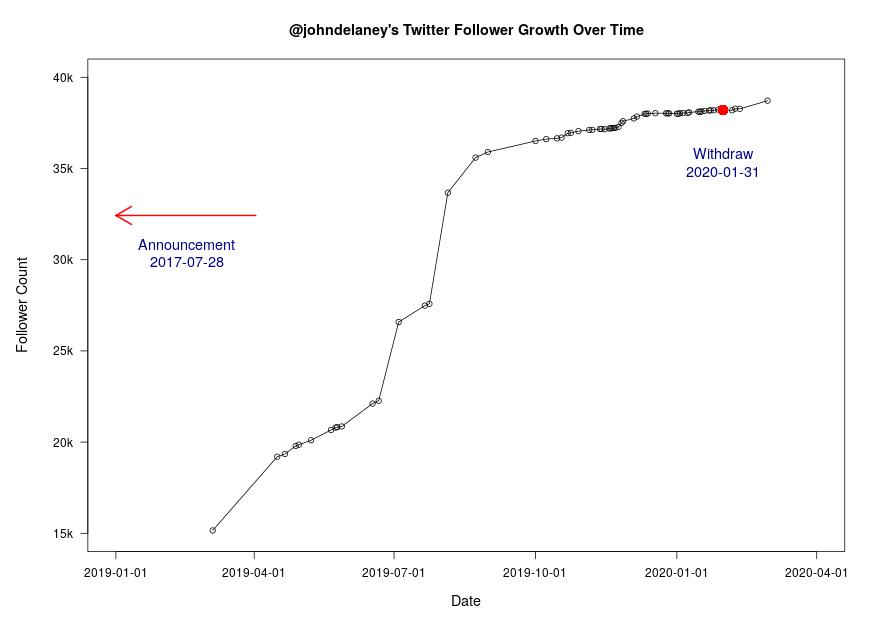 @johndelaney's Twitter Follower Growth Over Time
40k
35k
30k
25k
20k
15k
Follower Count
Withdraw
2020-01-31
Announcement
2017-07-28
2019-01-01
2019-04-01
2019-07-01
2019-10-01
2020-01-01
2020-04-01
Date